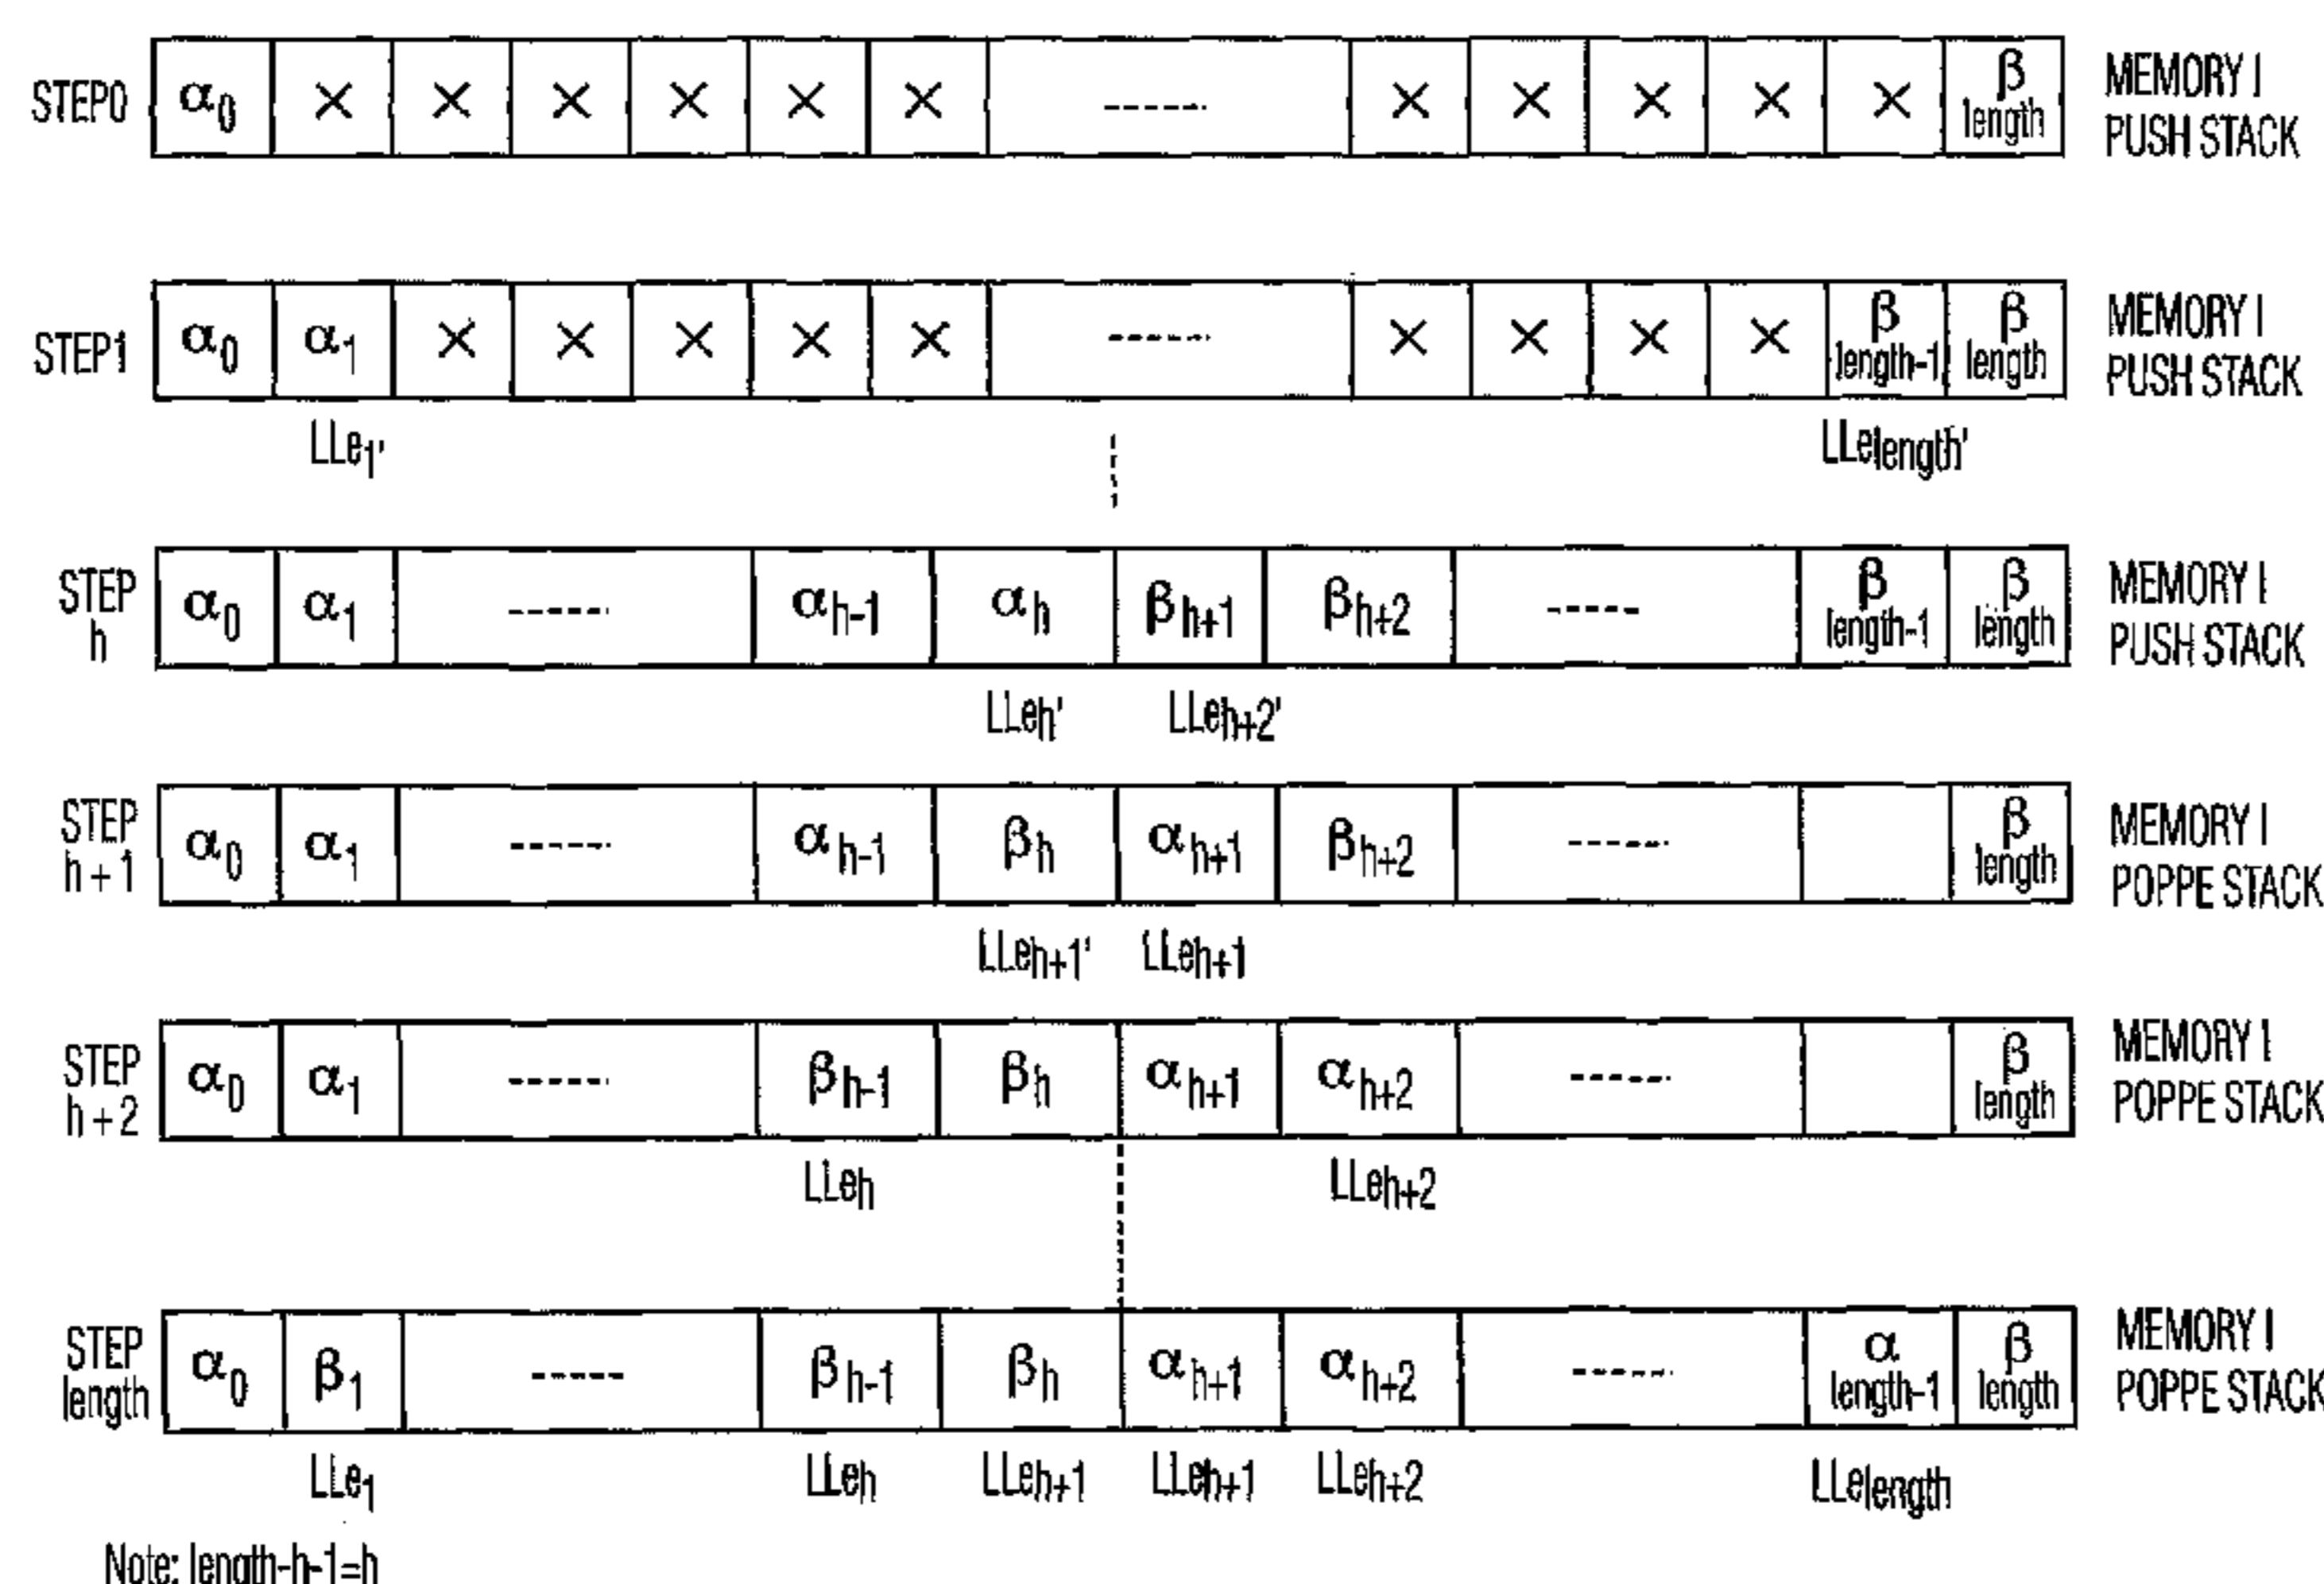 STEP0 α0 × × × × × × ------ × × × × × β length MEMORY I PUSH STACK
STEP1 α0 α1 × × × × × ------ × × × × β length-1 β length MEMORY I PUSH STACK
LLe1' LLelength'
STEP h α0 α1 ------ αh-1 αh βh+1 βh+2 ----- β length-1 β length MEMORY I PUSH STACK
LLeh' LLeh+2'
STEP h+1 α0 α1 ------ αh-1 βh αh+1 βh+2 ------ β length MEMORY I POPPE STACK
LLeh+1' LLeh+1
STEP h+2 α0 α1 ------ βh-1 βh αh+1 αh+2 ------ β length MEMORY I POPPE STACK
LLeh LLeh+2
STEP length α0 β1 ----- βh-1 βh αh+1 αh+2 ------ α length-1 β length MEMORY I POPPE STACK
LLe1 LLeh LLeh+1 LLeh+1 LLeh+2 LLelength
Note: length-h-1=h